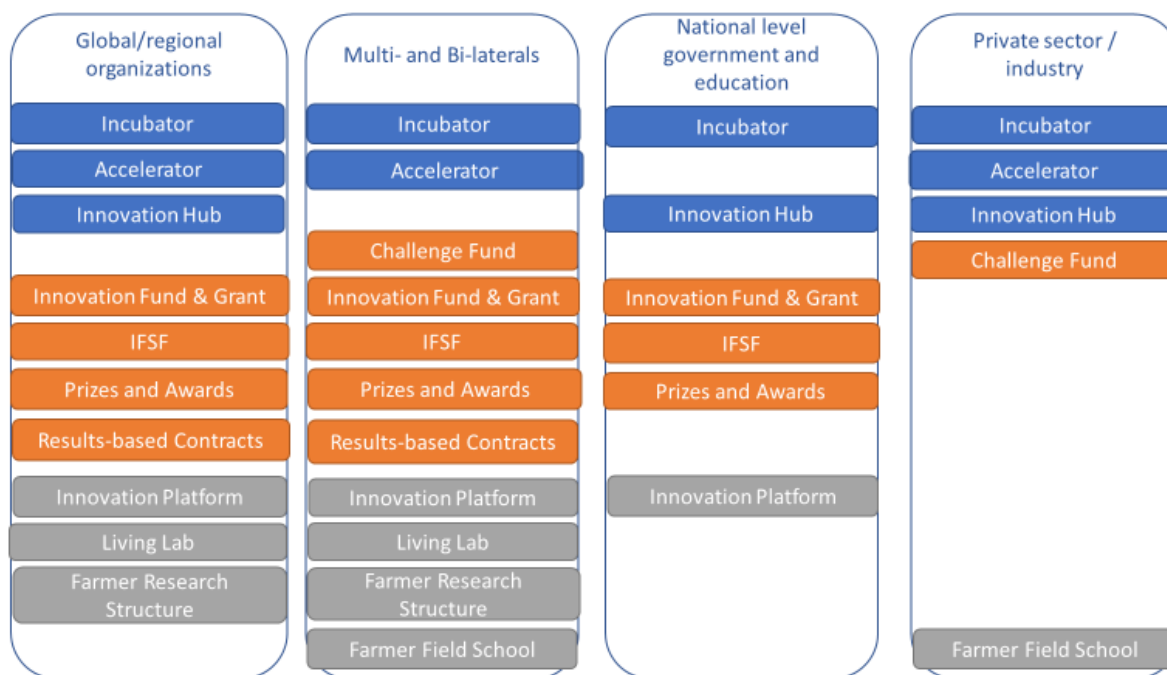 Global/regional
organizations
Incubator
Accelerator
Innovation Hub
Innovation Fund & Grant
IFSF
Prizes and Awards
Results-based Contracts
Innovation Platform
Living Lab
Farmer Research
Structure
Multi- and Bi-laterals
Incubator
Accelerator
Challenge Fund
Innovation Fund & Grant
IFSF
Prizes and Awards
Results-based Contracts
Innovation Platform
Living Lab
Farmer Research
Structure
Farmer Field School
National level
government and
education
Incubator
Innovation Hub
Innovation Fund & Grant
IFSF
Prizes and Awards
Innovation Platform
Private sector /
industry
Incubator
Accelerator
Innovation Hub
Challenge Fund
Farmer Field School